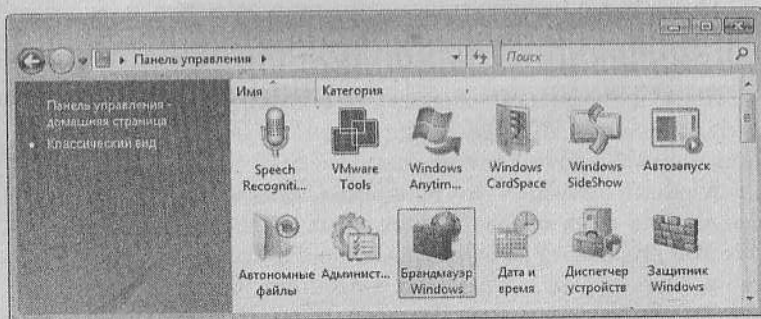 Панель управления
Поиск
Имя Категория
Панель управления -
домашняя страница
Классический вид
Speech
Recogniti...
VMware
Tools
Windows
Anytim...
Windows
CardSpace
Windows
SideShow
Автозапуск
Автономные
файлы
Админист...
Брандмауэр
Windows
Дата и
время
Диспетчер
устройств
Защитник
Windows